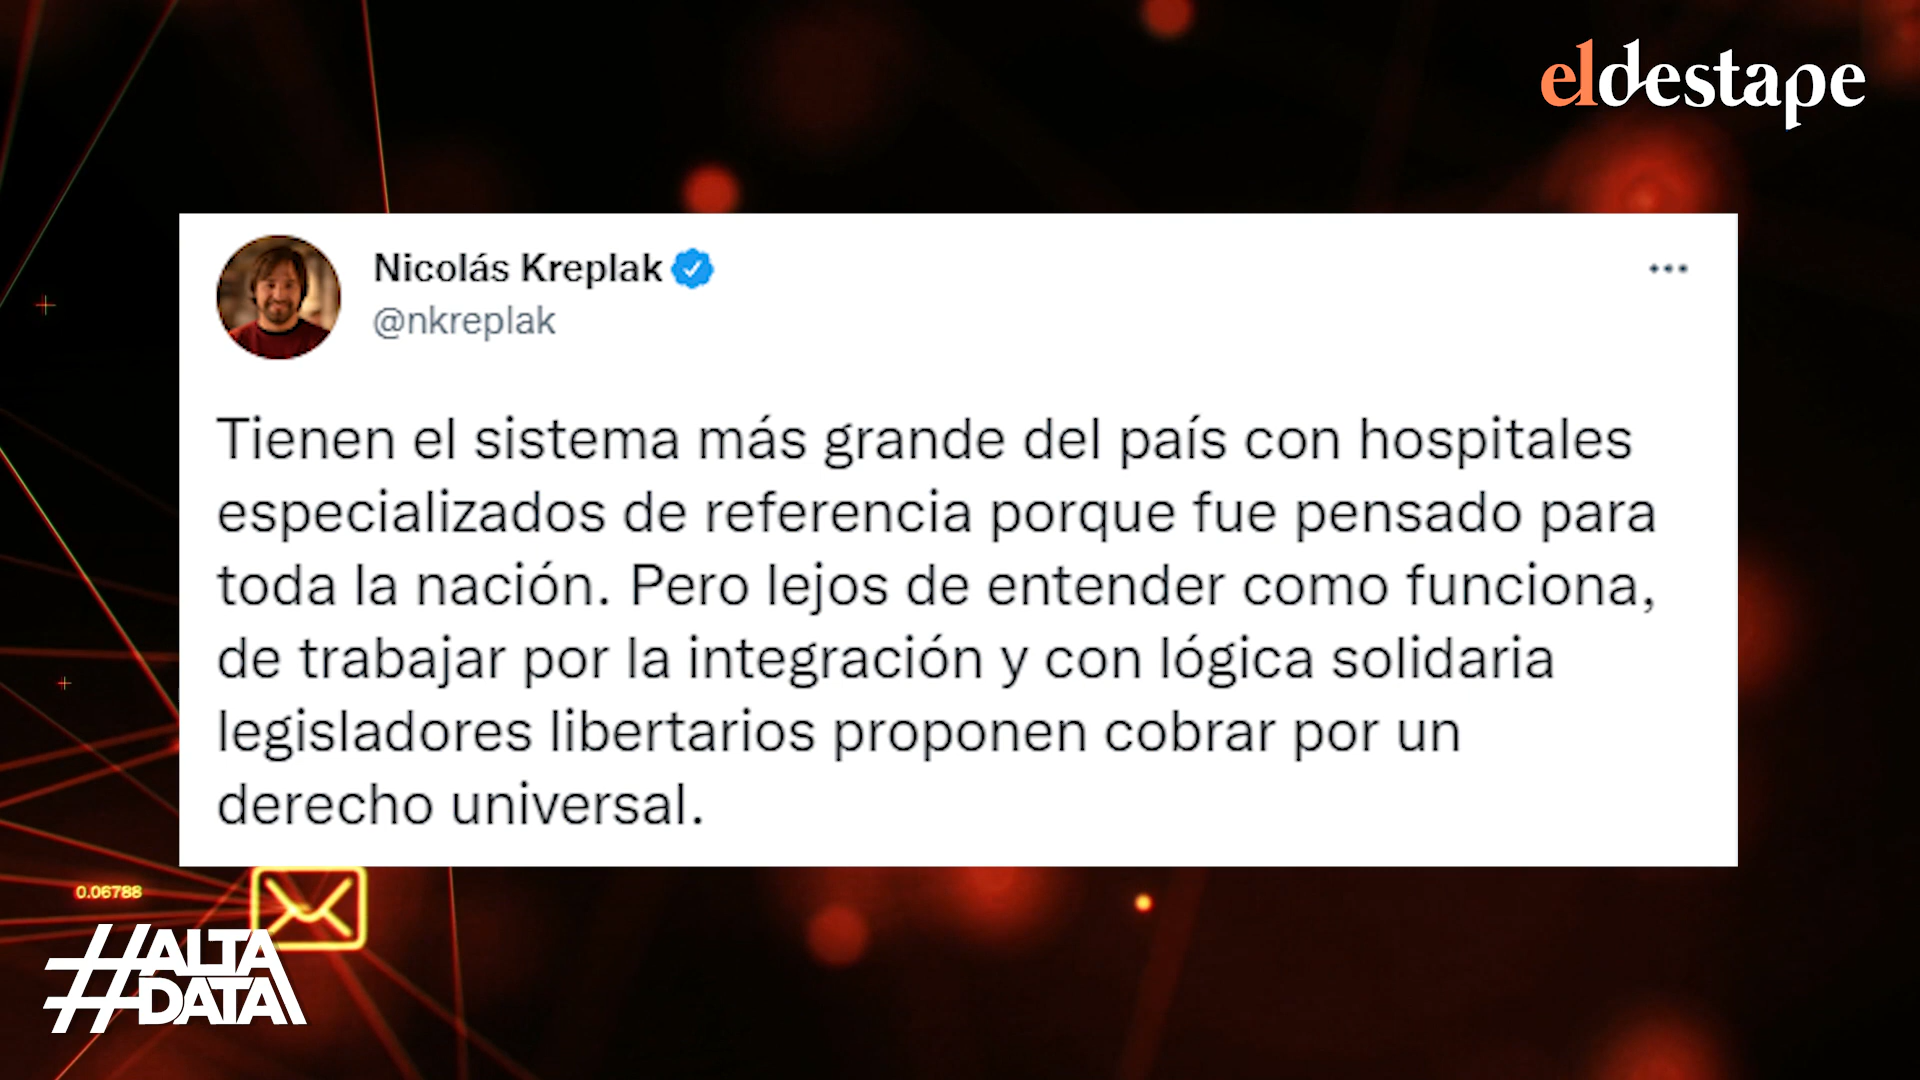 eldestape
Nicolás Kreplak
@nkreplak
Tienen el sistema más grande del país con hospitales
especializados de referencia porque fue pensado para
toda la nación. Pero lejos de entender como funciona,
de trabajar por la integración y con lógica solidaria
legisladores libertarios proponen cobrar por un
derecho universal.
0.06788
#ALTA
DATA